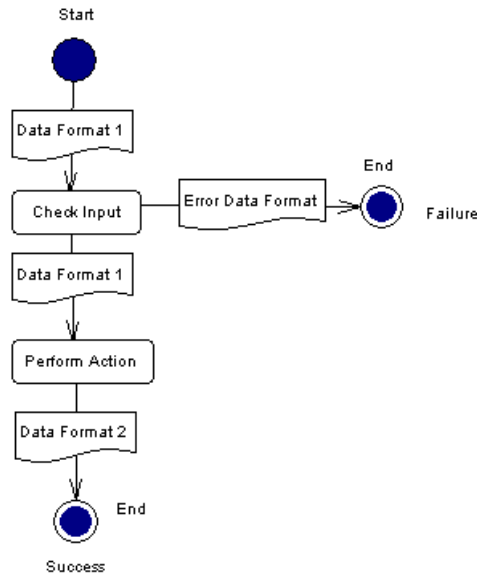 Start
Data Format 1
Check Input
Error Data Format
End
Failure
Data Format 1
Perform Action
Data Format 2
End
Success